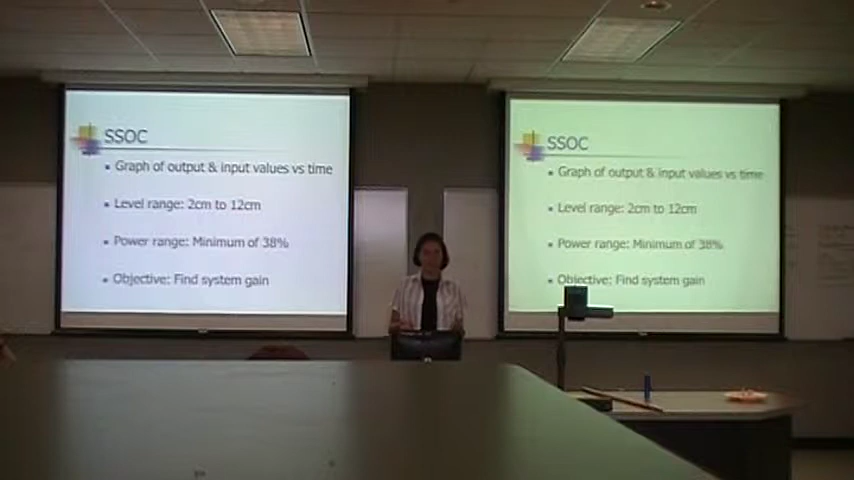 SSOC
Graph of output & input values vs time
Level range: 2cm to 12cm
Power range: Minimum of 38%
Objective: Find system gain
SSOC
Graph of output & input values vs time
Level range: 2cm to 12cm
Power range: Minimum of 38%
Objective: Find system gain